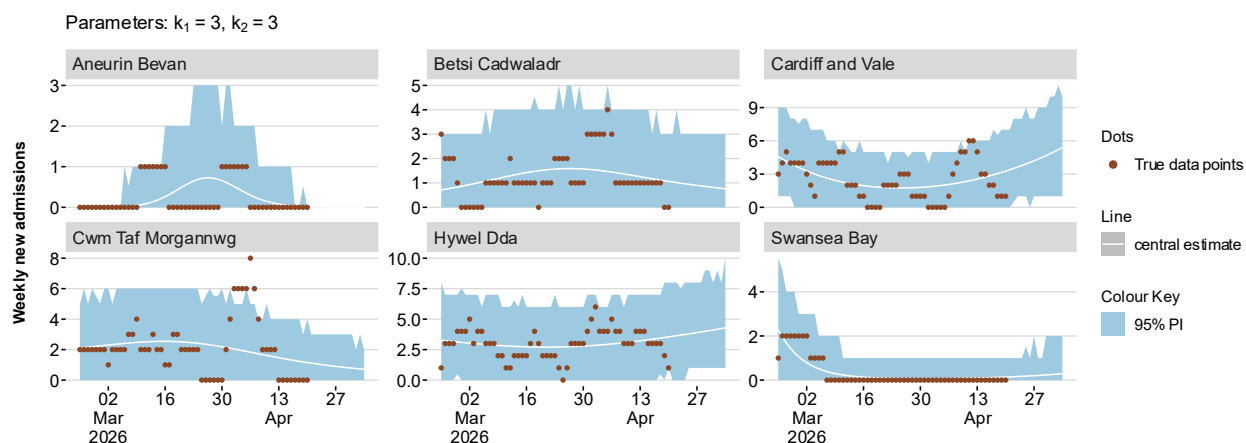 Parameters: k₁ = 3, k₂ = 3
Weekly new admissions
Aneurin Bevan
3
2
1
0
Betsi Cadwaladr
5
4
3
2
1
0
Cardiff and Vale
9
6
3
0
Cwm Taf Morgannwg
8
6
4
2
0
Hywel Dda
10.0
7.5
5.0
2.5
0.0
Swansea Bay
4
2
0
02 16 30 13 27
Mar Apr
2026
02 16 30 13 27
Mar Apr
2026
02 16 30 13 27
Mar Apr
2026
Dots
True data points
Line
central estimate
Colour Key
95% PI